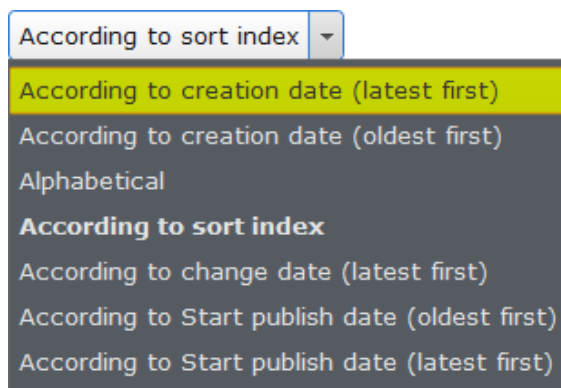 According to sort index
According to creation date (latest first)
According to creation date (oldest first)
Alphabetical
According to sort index
According to change date (latest first)
According to Start publish date (oldest first)
According to Start publish date (latest first)